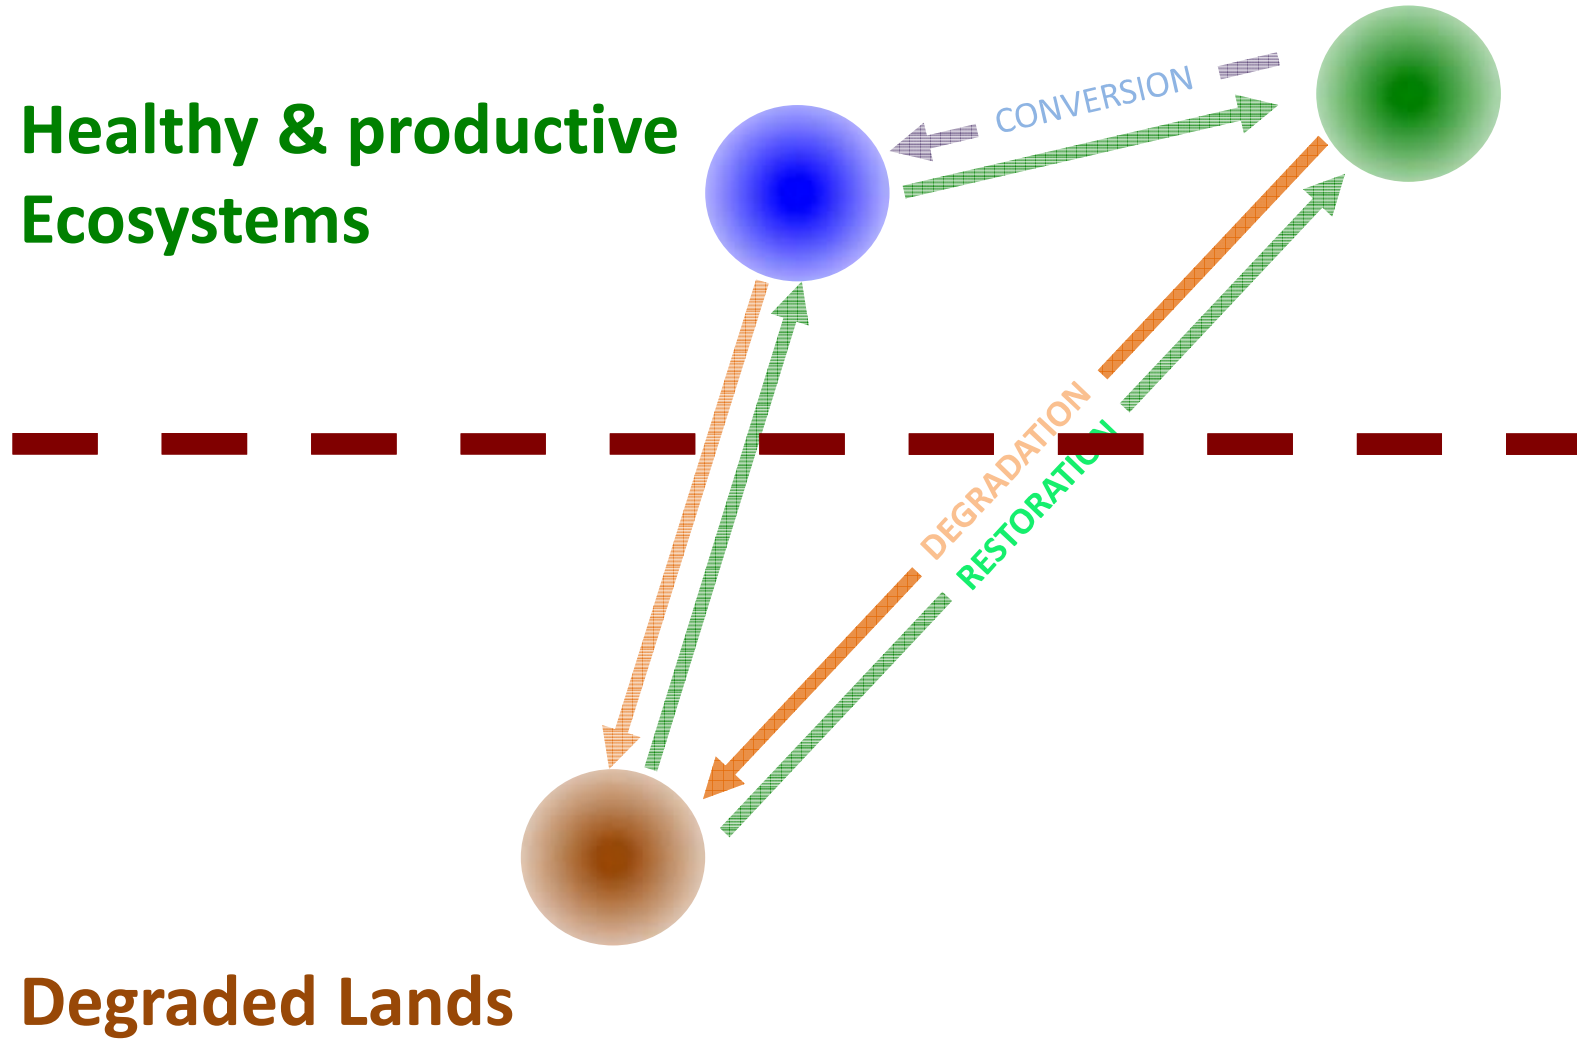 Healthy & productive
Ecosystems
CONVERSION
DEGRADATION
RESTORATION
Degraded Lands